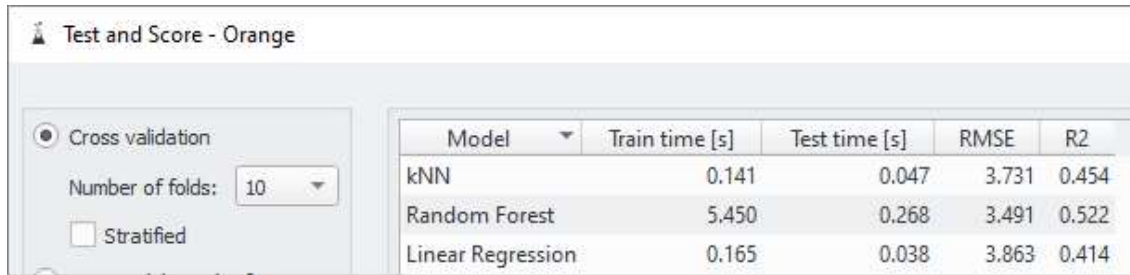 Test and Score - Orange
Cross validation
Number of folds: 10
Stratified
Model Train time [s] Test time [s] RMSE R2
kNN 0.141 0.047 3.731 0.454
Random Forest 5.450 0.268 3.491 0.522
Linear Regression 0.165 0.038 3.863 0.414